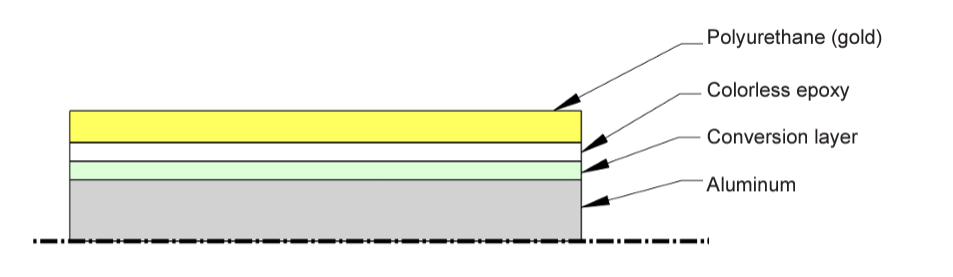 Polyurethane (gold)
Colorless epoxy
Conversion layer
Aluminum